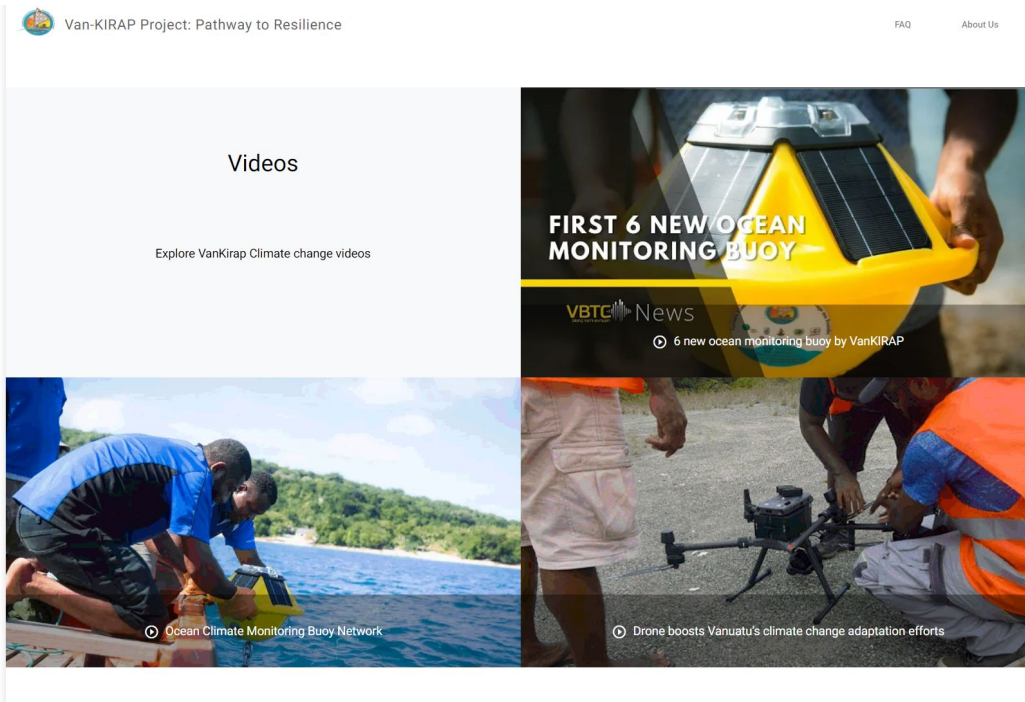 Van-KIRAP Project: Pathway to Resilience
FAQ
About Us
Videos
Explore VanKirap Climate change videos
FIRST 6 NEW OCEAN
MONITORING BUOY
VBTC News
6 new ocean monitoring buoy by VanKIRAP
Ocean Climate Monitoring Buoy Network
Drone boosts Vanuatu's climate change adaptation efforts